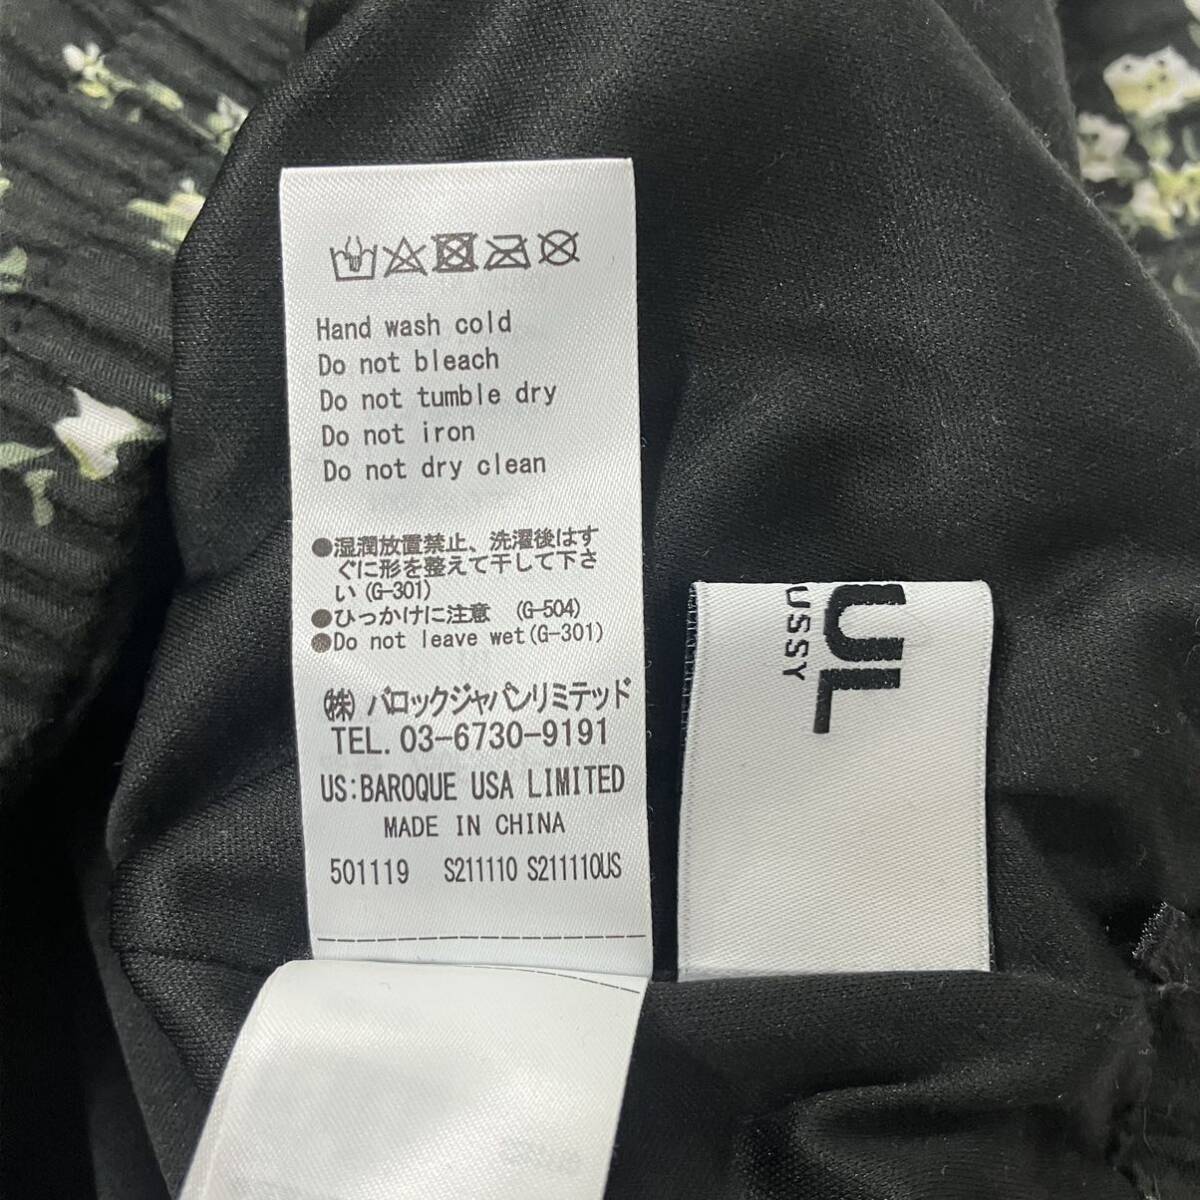 Hand wash cold
Do not bleach
Do not tumble dry
Do not iron
Do not dry clean
●湿潤放置禁止、洗濯後はす
ぐに形を整えて干して下さ
い(G-301)
●ひっかけに注意 (G-504)
●Do not leave wet(G-301)
㈱ バロックジャパンリミテッド
TEL. 03-6730-9191
US:BAROQUE USA LIMITED
MADE IN CHINA
501119 S211110 S211110US
UL
USSY